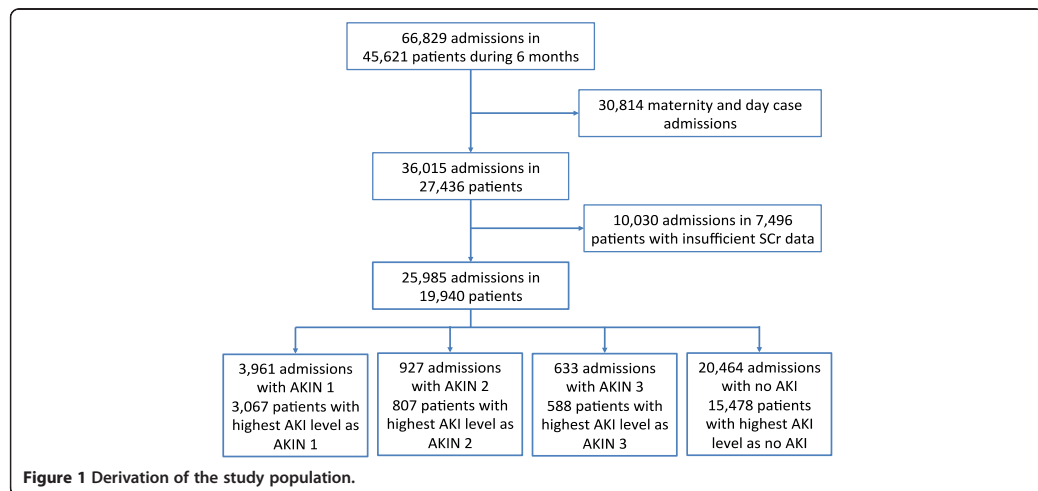 66,829 admissions in
45,621 patients during 6 months
30,814 maternity and day case
admissions
36,015 admissions in
27,436 patients
10,030 admissions in 7,496
patients with insufficient SCr data
25,985 admissions in
19,940 patients
3,961 admissions
with AKIN 1
3,067 patients with
highest AKI level as
AKIN 1
927 admissions
with AKIN 2
807 patients with
highest AKI level as
AKIN 2
633 admissions
with AKIN 3
588 patients with
highest AKI level as
AKIN 3
20,464 admissions
with no AKI
15,478 patients
with highest AKI
level as no AKI
Figure 1 Derivation of the study population.